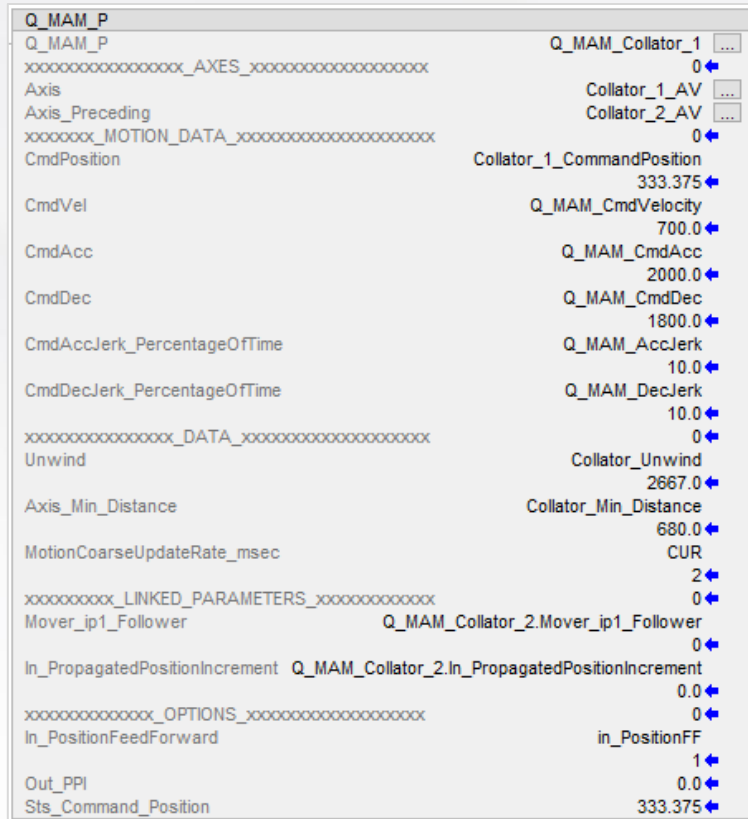 Q_MAM_P
Q_MAM_P Q_MAM_Collator_1 ...
xxxxxxxxxxxxxxxx_AXES_xxxxxxxxxxxxxxxxxx 0
Axis Collator_1_AV ...
Axis_Preceding Collator_2_AV ...
xxxxxxx_MOTION_DATA_xxxxxxxxxxxxxxxxxxxx 0
CmdPosition Collator_1_CommandPosition
333.375
CmdVel Q_MAM_CmdVelocity
700.0
CmdAcc Q_MAM_CmdAcc
2000.0
CmdDec Q_MAM_CmdDec
1800.0
CmdAccJerk_PercentageOfTime Q_MAM_AccJerk
10.0
CmdDecJerk_PercentageOfTime Q_MAM_DecJerk
10.0
xxxxxxxxxxxxxxx_DATA_xxxxxxxxxxxxxxxxxxx 0
Unwind Collator_Unwind
2667.0
Axis_Min_Distance Collator_Min_Distance
680.0
MotionCoarseUpdateRate_msec CUR
2
xxxxxxxxx_LINKED_PARAMETERS_xxxxxxxxxxxx 0
Mover_ip1_Follower Q_MAM_Collator_2.Mover_ip1_Follower
0
In_PropagatedPositionIncrement Q_MAM_Collator_2.In_PropagatedPositionIncrement
0.0
xxxxxxxxxxxxx_OPTIONS_xxxxxxxxxxxxxxxxxx 0
In_PositionFeedForward in_PositionFF
1
Out_PPI 0.0
Sts_Command_Position 333.375